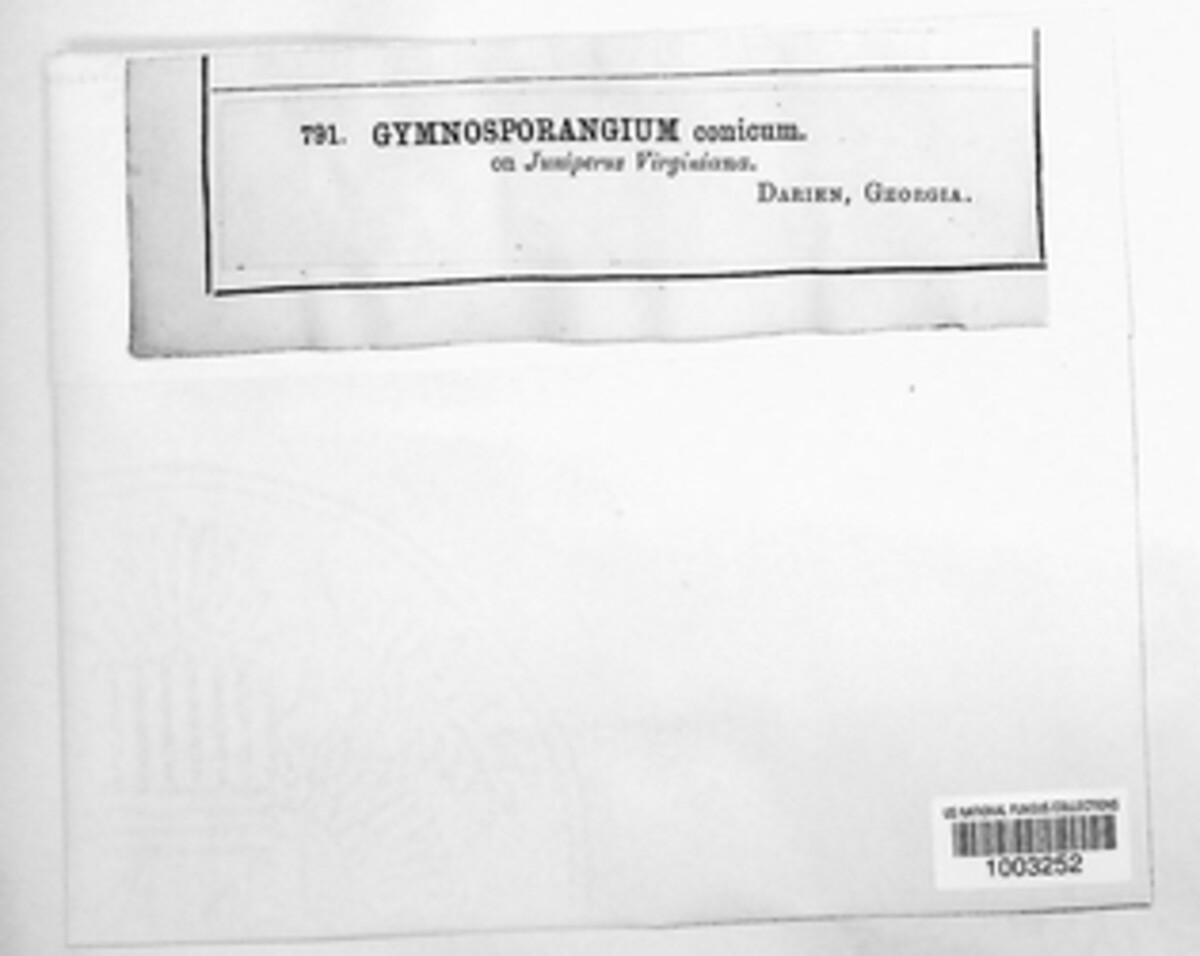 791. GYMNOSPORANGIUM conicum.
on Juniperus Virginiana.
DARIEN, GEORGIA.
US NATIONAL FUNGUS COLLECTIONS
1003252